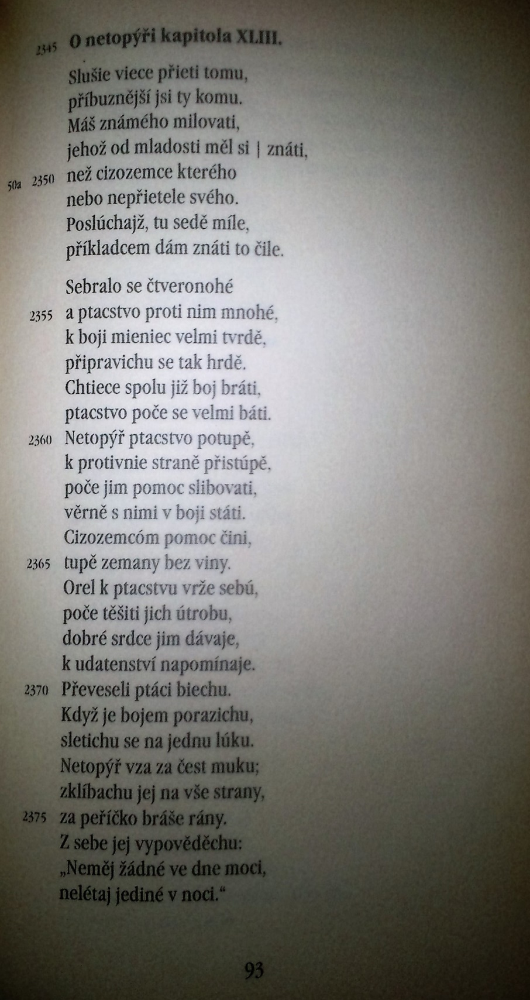 2345 O netopýři kapitola XLIII.
Slušie viece přieti tomu,
příbuznější jsi ty komu.
Máš známého milovati,
jehož od mladosti měl si | znáti,
50a 2350 než cizozemce kterého
nebo nepřietele svého.
Poslúchajž, tu sedě míle,
příkladcem dám znáti to čile.
Sebralo se čtveronohé
2355 a ptacstvo proti nim mnohé,
k boji mieniec velmi tvrdě,
připravichu se tak hrdě.
Chtiece spolu již boj bráti,
ptacstvo poče se velmi báti.
2360 Netopýř ptacstvo potupě,
k protivnie straně přistúpě,
poče jim pomoc slibovati,
věrně s nimi v boji státi.
Cizozemcóm pomoc čini,
2365 tupě zemany bez viny.
Orel k ptacstvu vrže sebú,
poče těšiti jich útrobu,
dobré srdce jim dávaje,
k udatenství napomínaje.
2370 Převeseli ptáci biechu.
Když je bojem porazichu,
sletichu se na jednu lúku.
Netopýř vza za čest muku;
zklíbachu jej na vše strany,
2375 za peříčko bráše rány.
Z sebe jej vypověděchu:
„Neměj žádné ve dne moci,
nelétaj jediné v noci.“
93